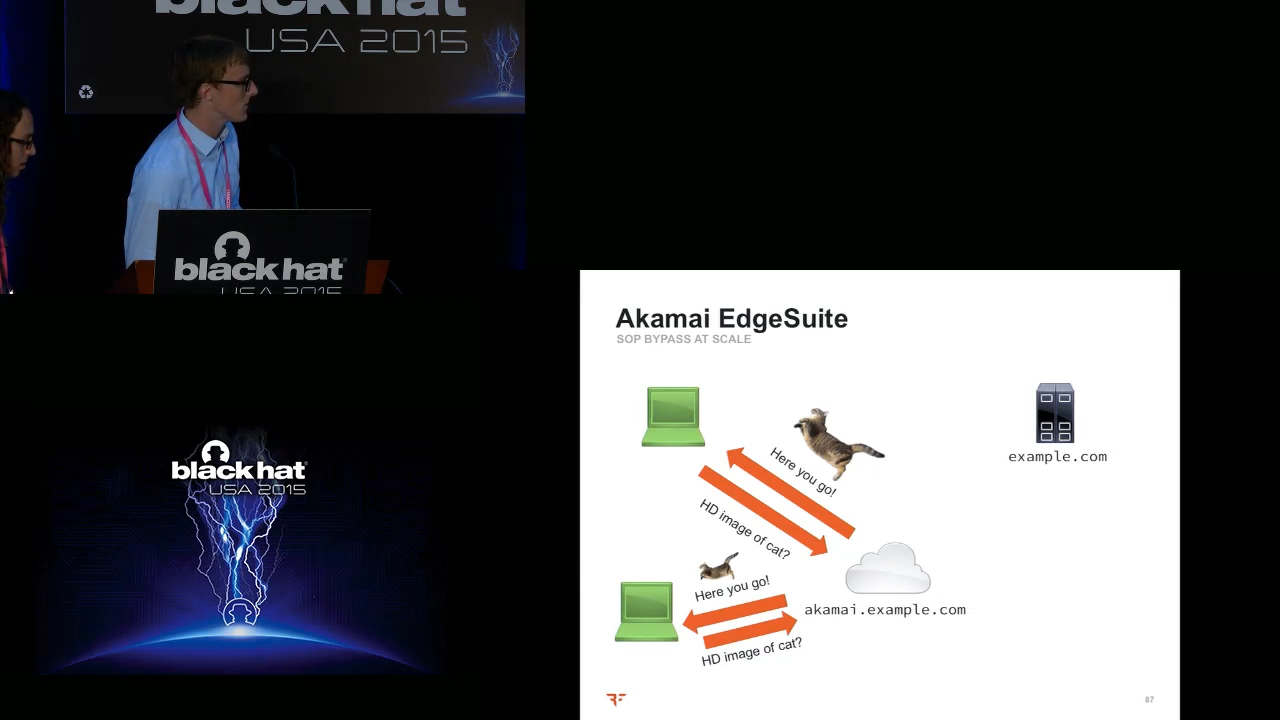 black hat
USA 2015
black hat
USA 2015
black hat
USA 2015
Akamai EdgeSuite
SOP BYPASS AT SCALE
example.com
Here you go!
HD image of cat?
Here you go!
akamai.example.com
HD image of cat?
87